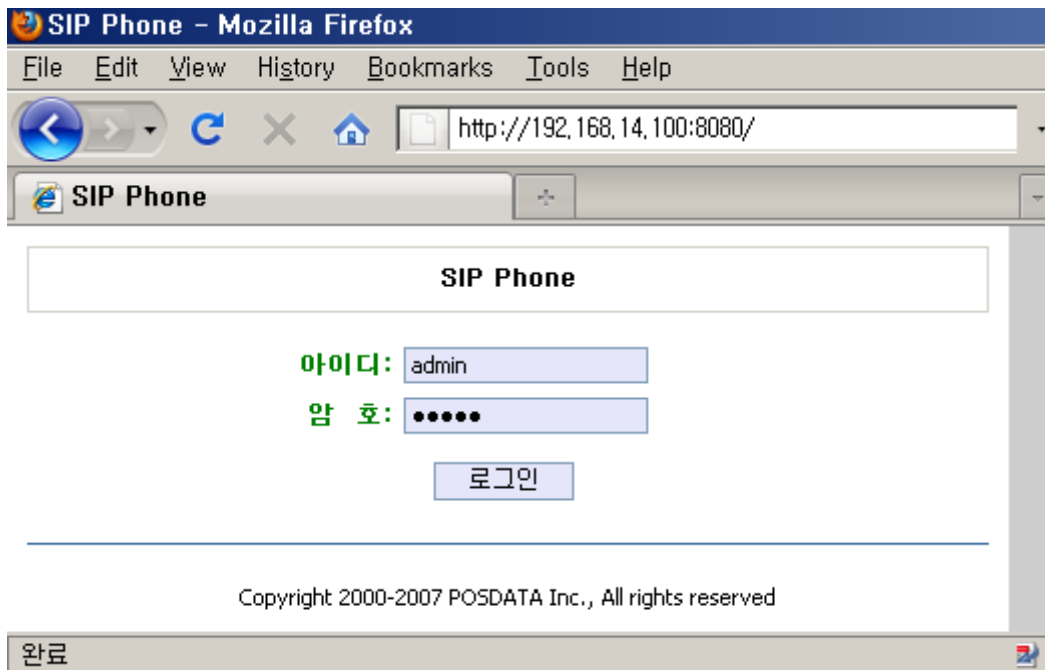 SIP Phone - Mozilla Firefox
File Edit View History Bookmarks Tools Help
http://192.168.14.100:8080/
SIP Phone
SIP Phone
아이디: admin
암 호: •••••
로그인
Copyright 2000-2007 POSDATA Inc., All rights reserved
완료